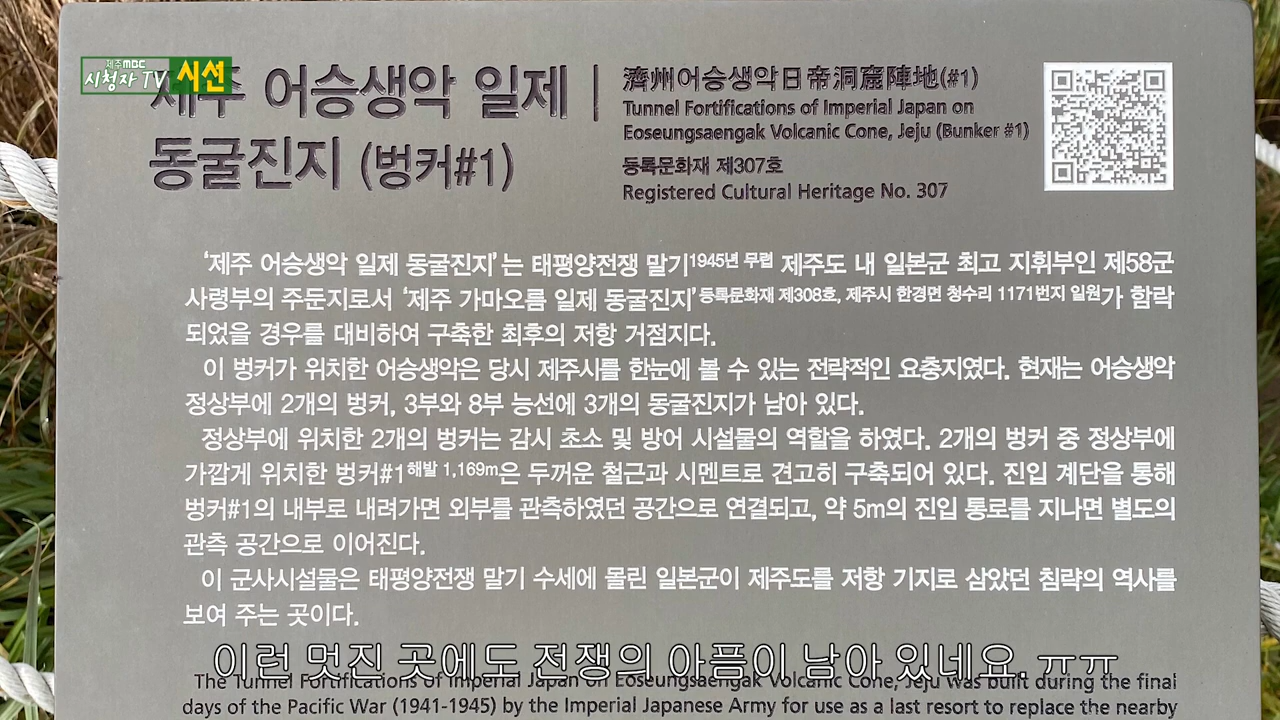 제주MBC
시청자 TV 시선
제주 어승생악 일제
동굴진지 (벙커#1)
濟州어승생악日帝洞窟陣地(#1)
Tunnel Fortifications of Imperial Japan on
Eoseungsaengak Volcanic Cone, Jeju (Bunker #1)
등록문화재 제307호
Registered Cultural Heritage No. 307
‘제주 어승생악 일제 동굴진지’는 태평양전쟁 말기1945년 무렵 제주도 내 일본군 최고 지휘부인 제58군
사령부의 주둔지로서 ‘제주 가마오름 일제 동굴진지’등록문화재 제308호, 제주시 한경면 청수리 1171번지 일원가 함락
되었을 경우를 대비하여 구축한 최후의 저항 거점지다.
이 벙커가 위치한 어승생악은 당시 제주시를 한눈에 볼 수 있는 전략적인 요충지였다. 현재는 어승생악
정상부에 2개의 벙커, 3부와 8부 능선에 3개의 동굴진지가 남아 있다.
정상부에 위치한 2개의 벙커는 감시 초소 및 방어 시설물의 역할을 하였다. 2개의 벙커 중 정상부에
가깝게 위치한 벙커#1해발 1,169m은 두꺼운 철근과 시멘트로 견고히 구축되어 있다. 진입 계단을 통해
벙커#1의 내부로 내려가면 외부를 관측하였던 공간으로 연결되고, 약 5m의 진입 통로를 지나면 별도의
관측 공간으로 이어진다.
이 군사시설물은 태평양전쟁 말기 수세에 몰린 일본군이 제주도를 저항 기지로 삼았던 침략의 역사를
보여 주는 곳이다.
이런 멋진 곳에도 전쟁의 아픔이 남아 있네요. ㅠㅠ
The Tunnel Fortifications of Imperial Japan on Eoseungsaengak Volcanic Cone, Jeju was built during the final
days of the Pacific War (1941-1945) by the Imperial Japanese Army for use as a last resort to replace the nearby